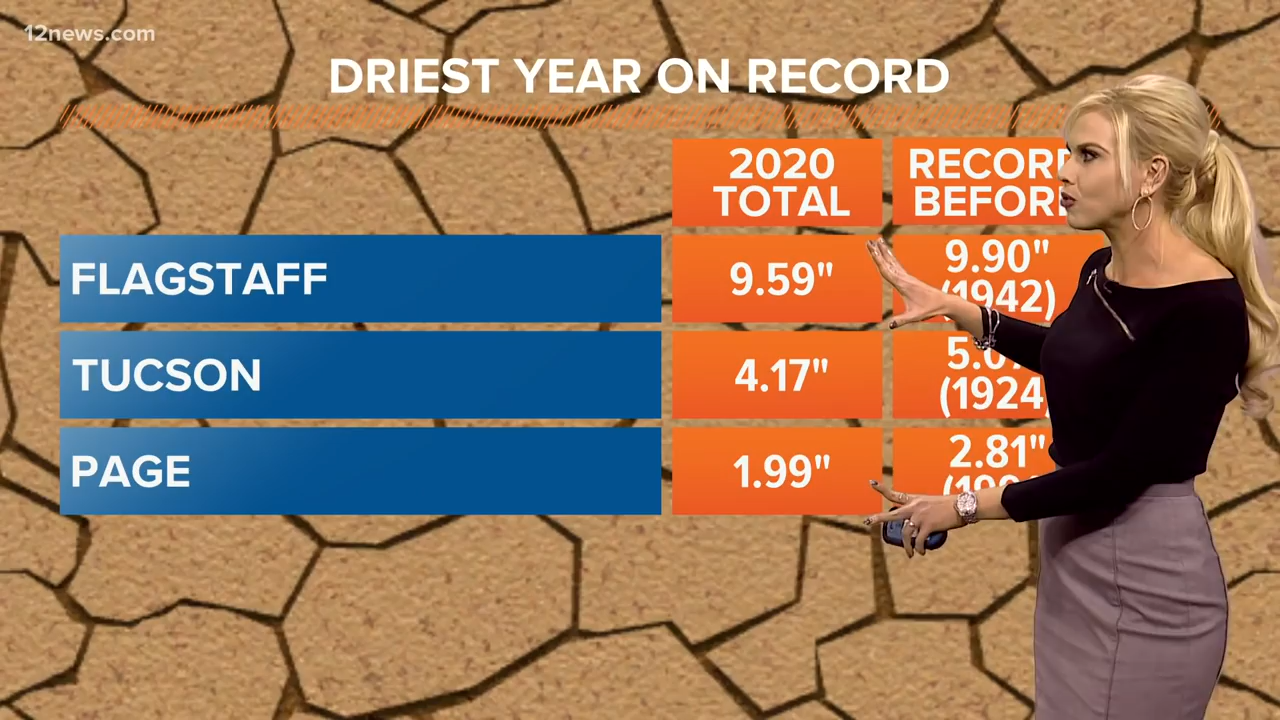 12news.com
DRIEST YEAR ON RECORD
2020
TOTAL
FLAGSTAFF
9.59"
9.90"
(1942)
TUCSON
4.17"
(1924
PAGE
1.99"
2.81"